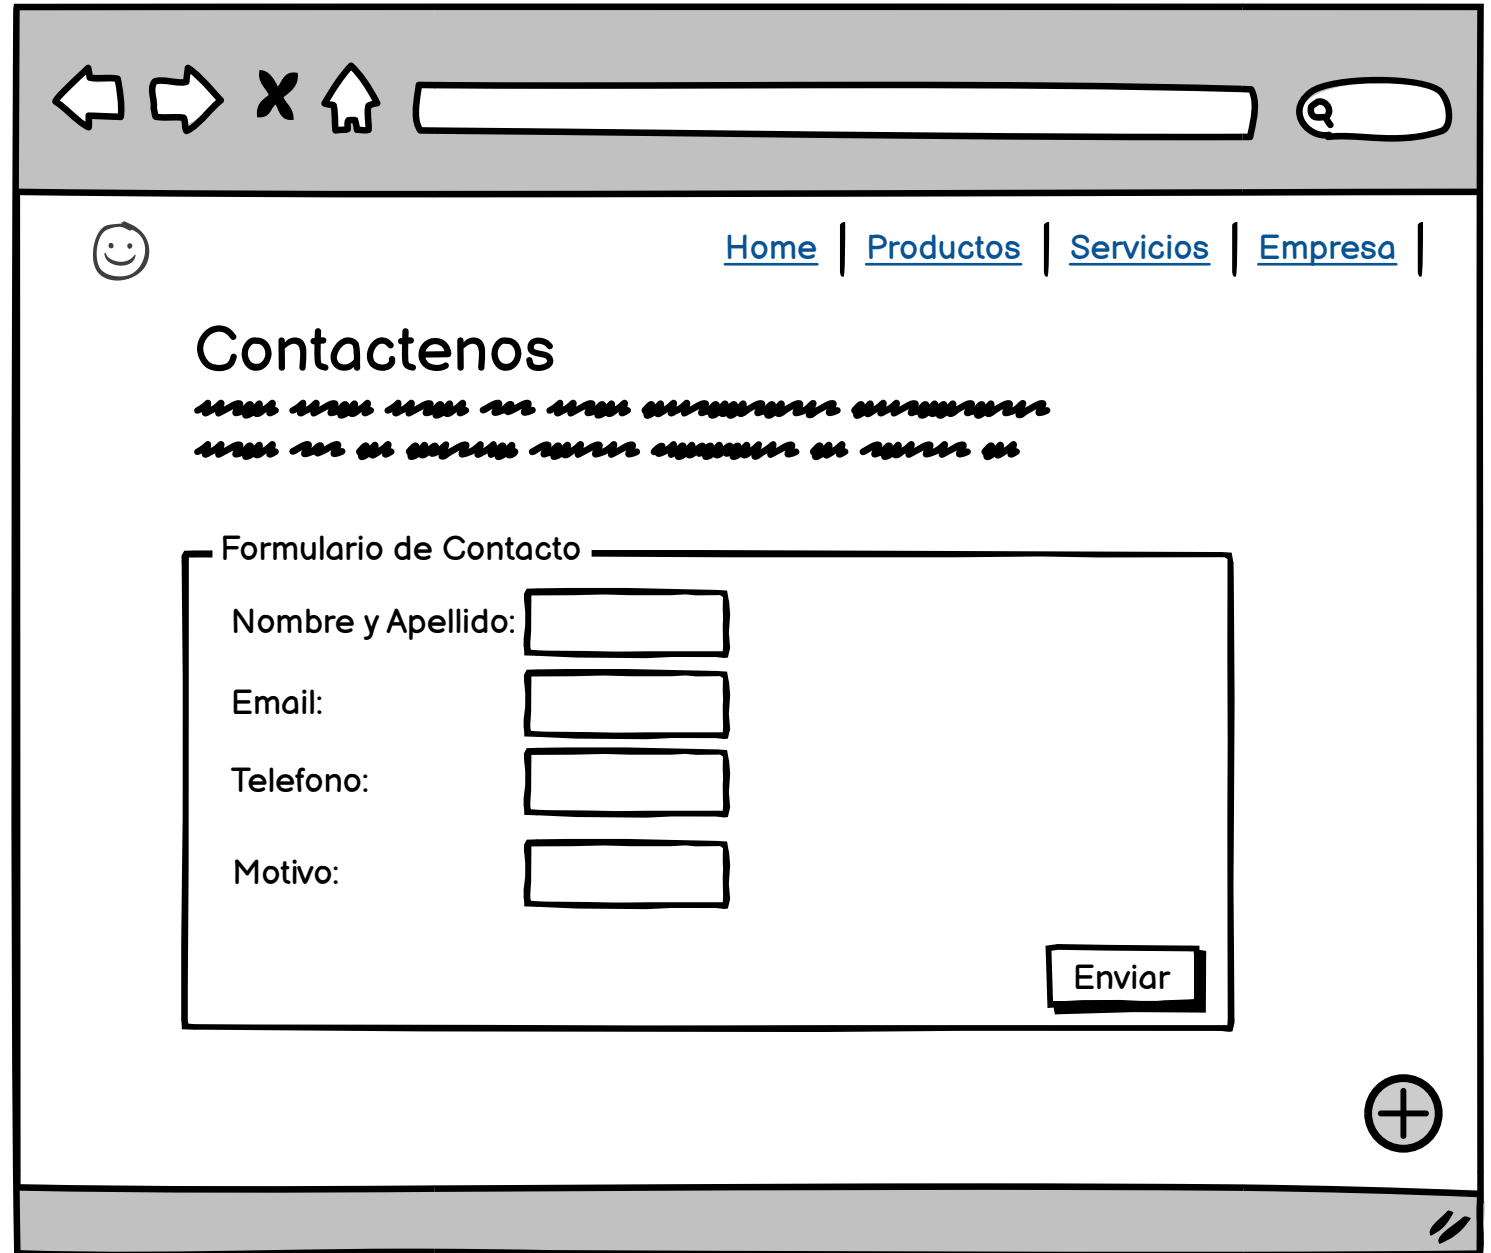 Home Productos Servicios Empresa
Contactenos
Formulario de Contacto
Nombre y Apellido:
Email:
Telefono:
Motivo:
Enviar